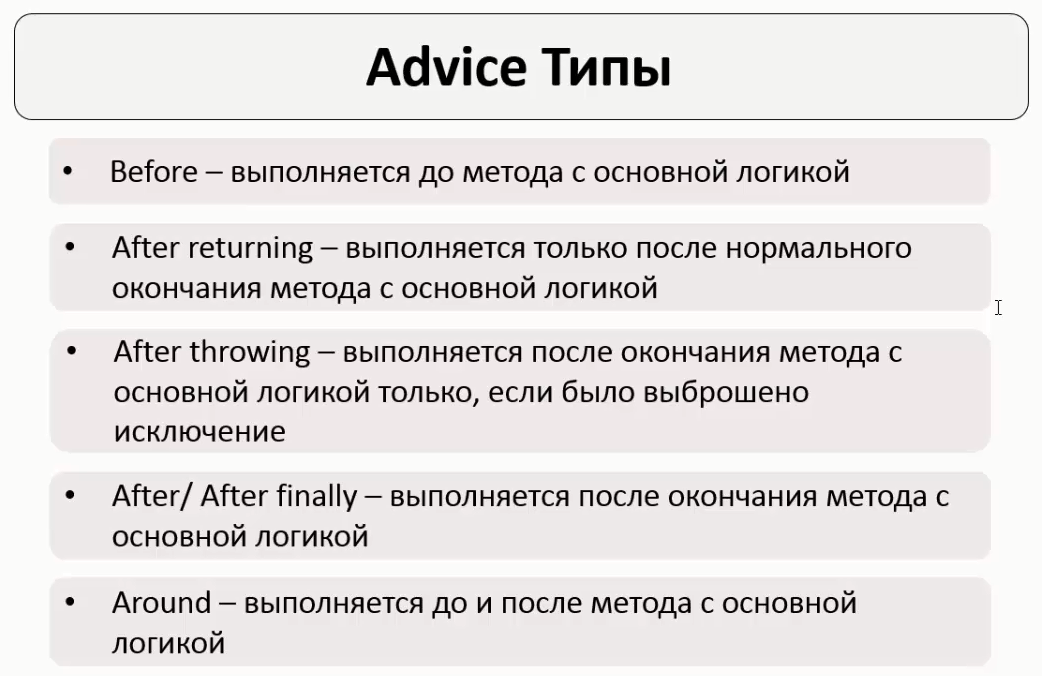 Advice Типы
• Before – выполняется до метода с основной логикой
• After returning – выполняется только после нормального
окончания метода с основной логикой
• After throwing – выполняется после окончания метода с
основной логикой только, если было выброшено
исключение
• After/ After finally – выполняется после окончания метода с
основной логикой
• Around – выполняется до и после метода с основной
логикой